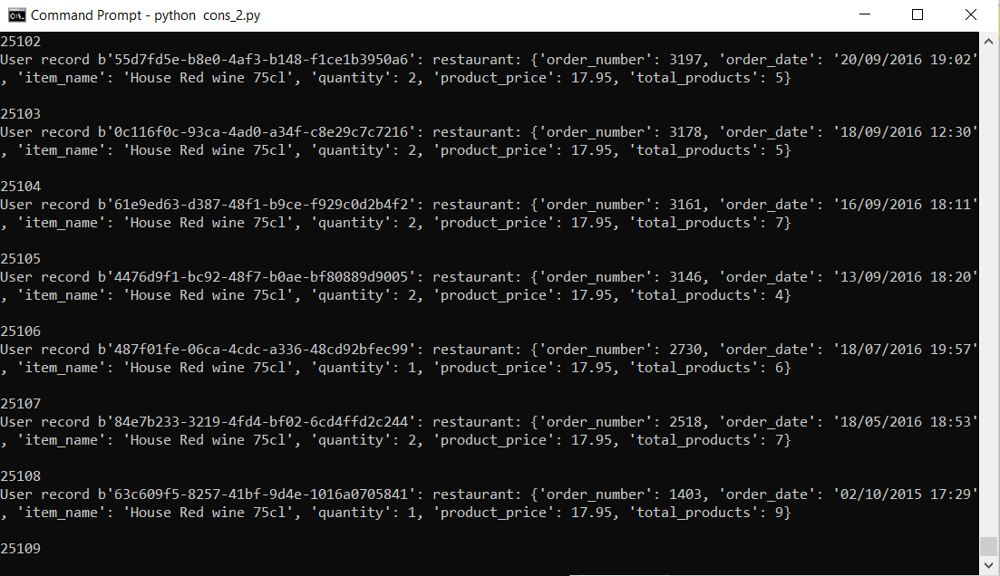 Command Prompt - python cons_2.py
25102
User record b'55d7fd5e-b8e0-4af3-b148-f1ce1b3950a6': restaurant: {'order_number': 3197, 'order_date': '20/09/2016 19:02'
, 'item_name': 'House Red wine 75cl', 'quantity': 2, 'product_price': 17.95, 'total_products': 5}
25103
User record b'0c116f0c-93ca-4ad0-a34f-c8e29c7c7216': restaurant: {'order_number': 3178, 'order_date': '18/09/2016 12:30'
, 'item_name': 'House Red wine 75cl', 'quantity': 2, 'product_price': 17.95, 'total_products': 5}
25104
User record b'61e9ed63-d387-48f1-b9ce-f929c0d2b4f2': restaurant: {'order_number': 3161, 'order_date': '16/09/2016 18:11'
, 'item_name': 'House Red wine 75cl', 'quantity': 2, 'product_price': 17.95, 'total_products': 7}
25105
User record b'4476d9f1-bc92-48f7-b0ae-bf80889d9005': restaurant: {'order_number': 3146, 'order_date': '13/09/2016 18:20'
, 'item_name': 'House Red wine 75cl', 'quantity': 2, 'product_price': 17.95, 'total_products': 4}
25106
User record b'487f01fe-06ca-4cdc-a336-48cd92bfec99': restaurant: {'order_number': 2730, 'order_date': '18/07/2016 19:57'
, 'item_name': 'House Red wine 75cl', 'quantity': 1, 'product_price': 17.95, 'total_products': 6}
25107
User record b'84e7b233-3219-4fd4-bf02-6cd4ffd2c244': restaurant: {'order_number': 2518, 'order_date': '18/05/2016 18:53'
, 'item_name': 'House Red wine 75cl', 'quantity': 2, 'product_price': 17.95, 'total_products': 7}
25108
User record b'63c609f5-8257-41bf-9d4e-1016a0705841': restaurant: {'order_number': 1403, 'order_date': '02/10/2015 17:29'
, 'item_name': 'House Red wine 75cl', 'quantity': 1, 'product_price': 17.95, 'total_products': 9}
25109